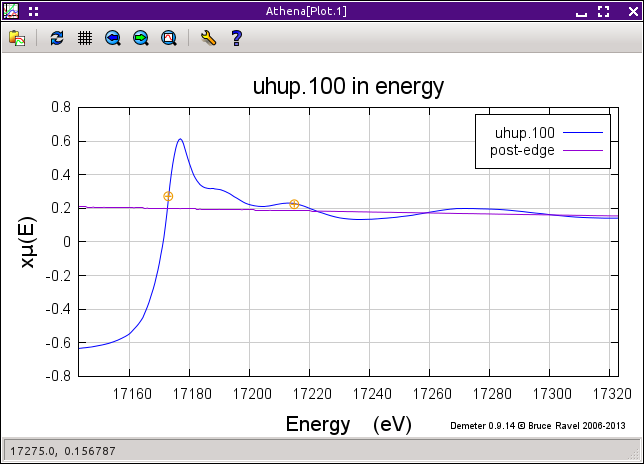 Athena[Plot.1]
uhup.100 in energy
0.8
0.6
0.4
0.2
0
-0.2
-0.4
-0.6
-0.8
xμ(E)
uhup.100
post-edge
17160 17180 17200 17220 17240 17260 17280 17300 17320
Energy (eV)
Demeter 0.9.14 © Bruce Ravel 2006-2013
17275.0, 0.156787